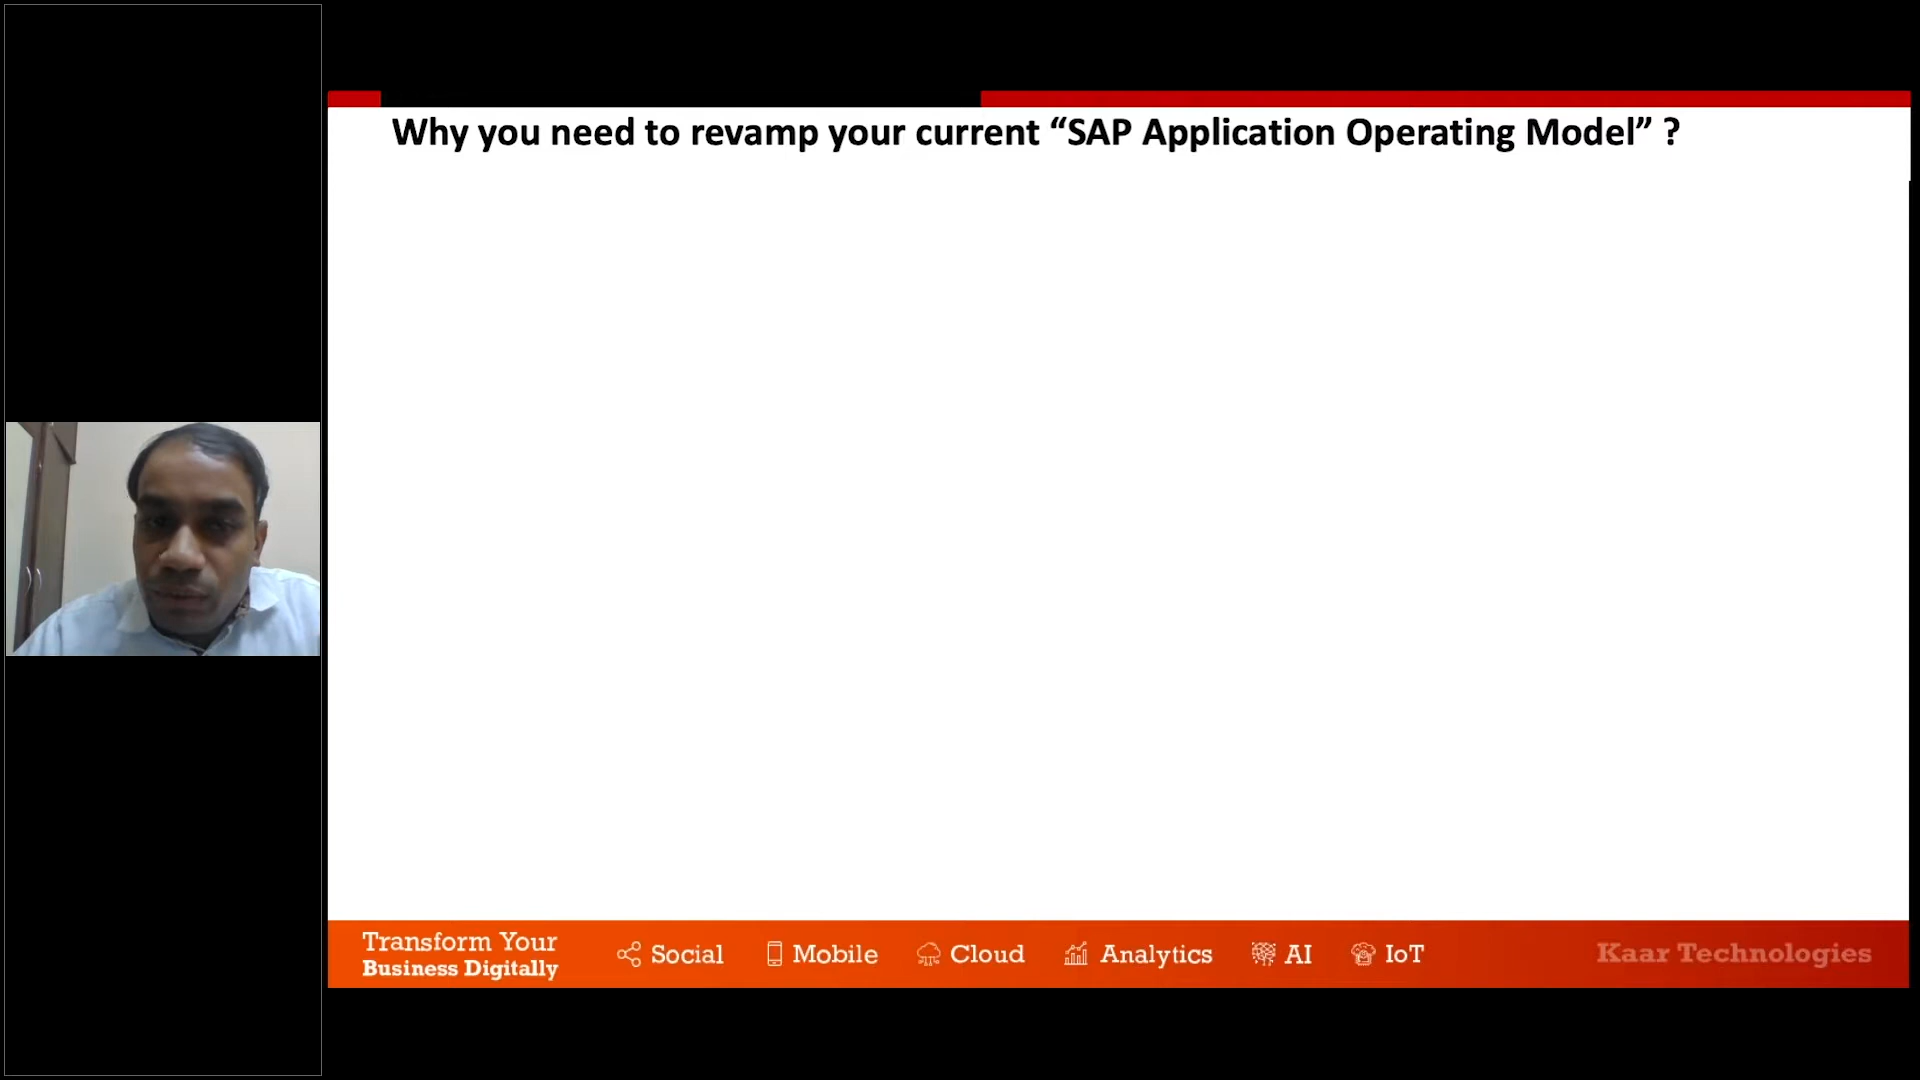 Why you need to revamp your current “SAP Application Operating Model” ?
Transform Your
Business Digitally
Social
Mobile
Cloud
Analytics
AI
IoT
Kaar Technologies